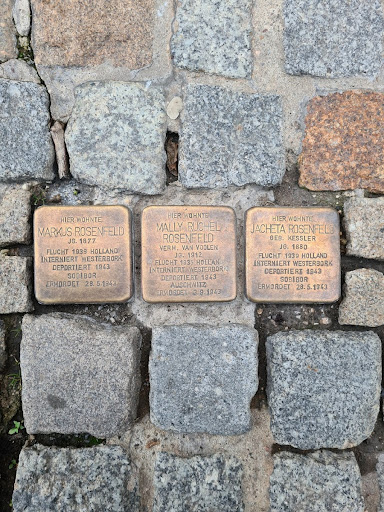 HIER WOHNTE
MARKUS ROSENFELD
JG. 1877
FLUCHT 1939 HOLLAND
INTERNIERT WESTERBORK
DEPORTIERT 1943
SOBIBOR
ERMORDET 28.5.1943
HIER WOHNTE
MALLY RACHEL
ROSENFELD
VERH. VAN VOOLEN
JG. 1912
FLUCHT 1937 HOLLAND
INTERNIERT WESTERBORK
DEPORTIERT 1943
AUSCHWITZ
ERMORDET 3.9.1943
HIER WOHNTE
JACHETA ROSENFELD
GEB. KESSLER
JG. 1880
FLUCHT 1939 HOLLAND
INTERNIERT WESTERBORK
DEPORTIERT 1943
SOBIBOR
ERMORDET 28.5.1943